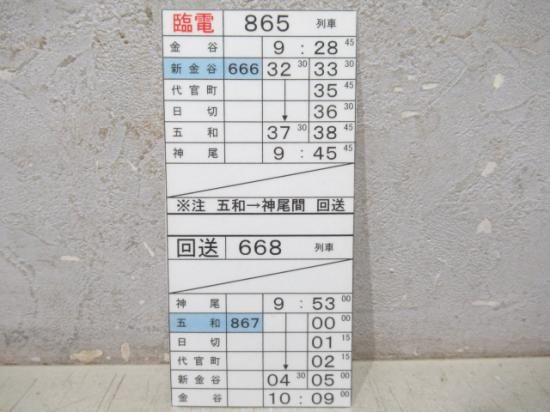 臨電 865 列車
金谷 9:28 45
新金谷 666 32 30 33 30
代官町 35 45
日切 36 30
五和 37 30 38 45
神尾 9:45 45
※注 五和→神尾間 回送
回送 668 列車
神尾 9:53 00
五和 867 00 00
日切 01 15
代官町 02 15
新金谷 04 30 05 00
金谷 10:09 00